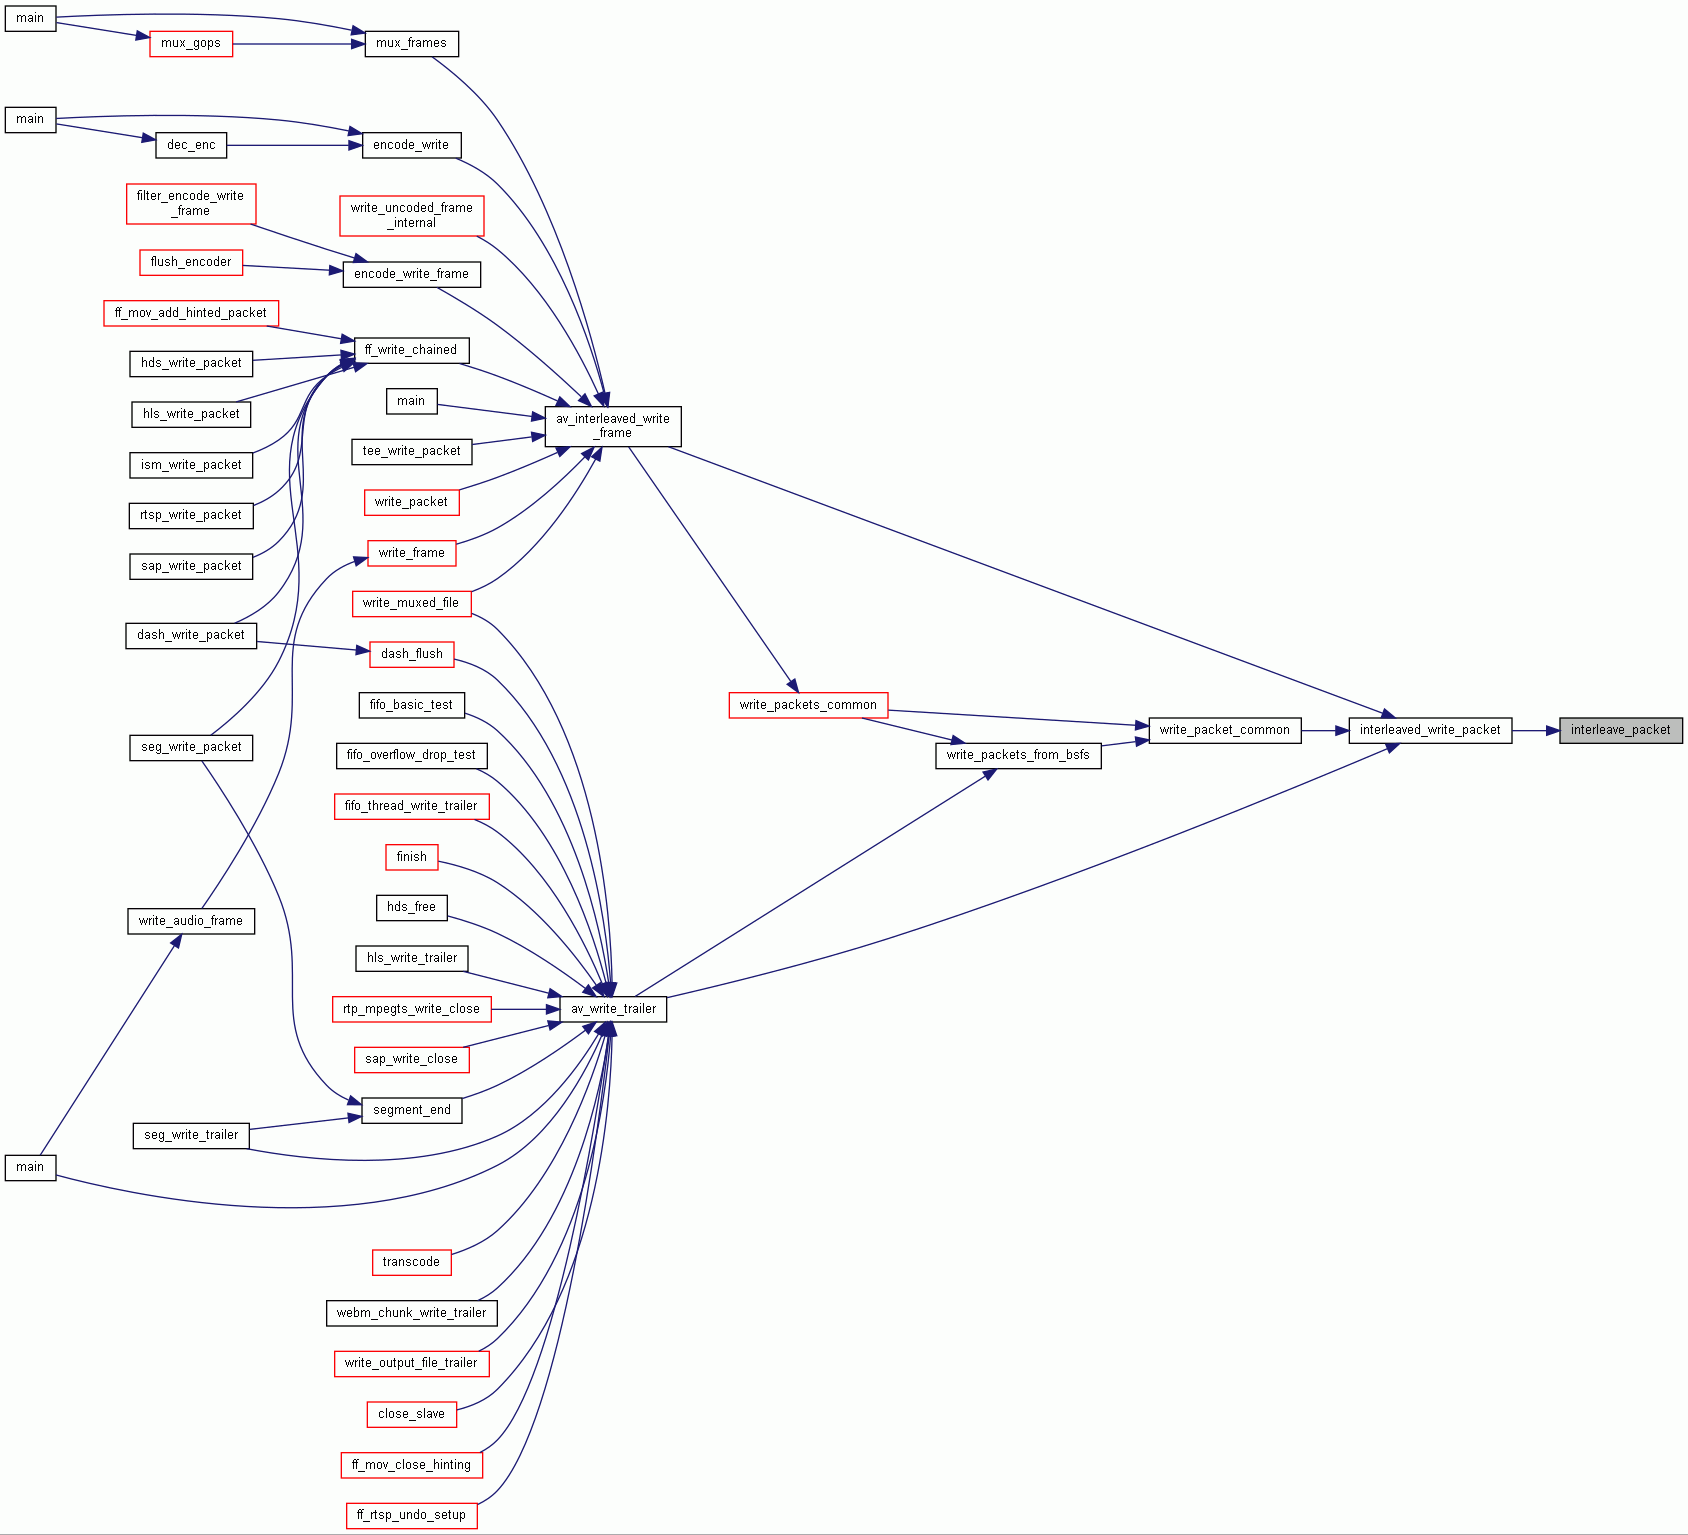 main
mux_gops
mux_frames
main
dec_enc
encode_write
filter_encode_write
_frame
write_uncoded_frame
_internal
flush_encoder
encode_write_frame
ff_mov_add_hinted_packet
ff_write_chained
hds_write_packet
main
hls_write_packet
av_interleaved_write
_frame
tee_write_packet
ism_write_packet
write_packet
rtsp_write_packet
write_frame
sap_write_packet
write_muxed_file
dash_write_packet
dash_flush
fifo_basic_test
write_packets_common
write_packet_common
interleaved_write_packet
interleave_packet
seg_write_packet
fifo_overflow_drop_test
write_packets_from_bsfs
fifo_thread_write_trailer
finish
hds_free
write_audio_frame
hls_write_trailer
rtp_mpegts_write_close
av_write_trailer
sap_write_close
segment_end
seg_write_trailer
main
transcode
webm_chunk_write_trailer
write_output_file_trailer
close_slave
ff_mov_close_hinting
ff_rtsp_undo_setup